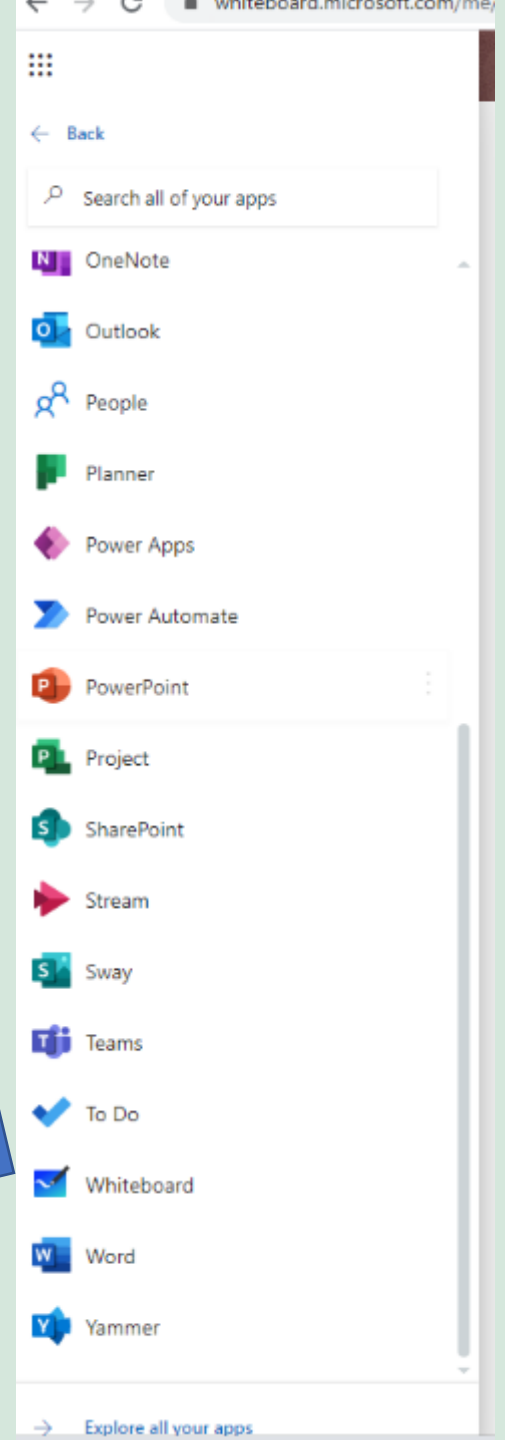 whiteboard.microsoft.com/me/
Back
Search all of your apps
N OneNote
O Outlook
People
Planner
Power Apps
Power Automate
P PowerPoint
P Project
S SharePoint
Stream
S Sway
T Teams
To Do
Whiteboard
W Word
Y Yammer
Explore all your apps